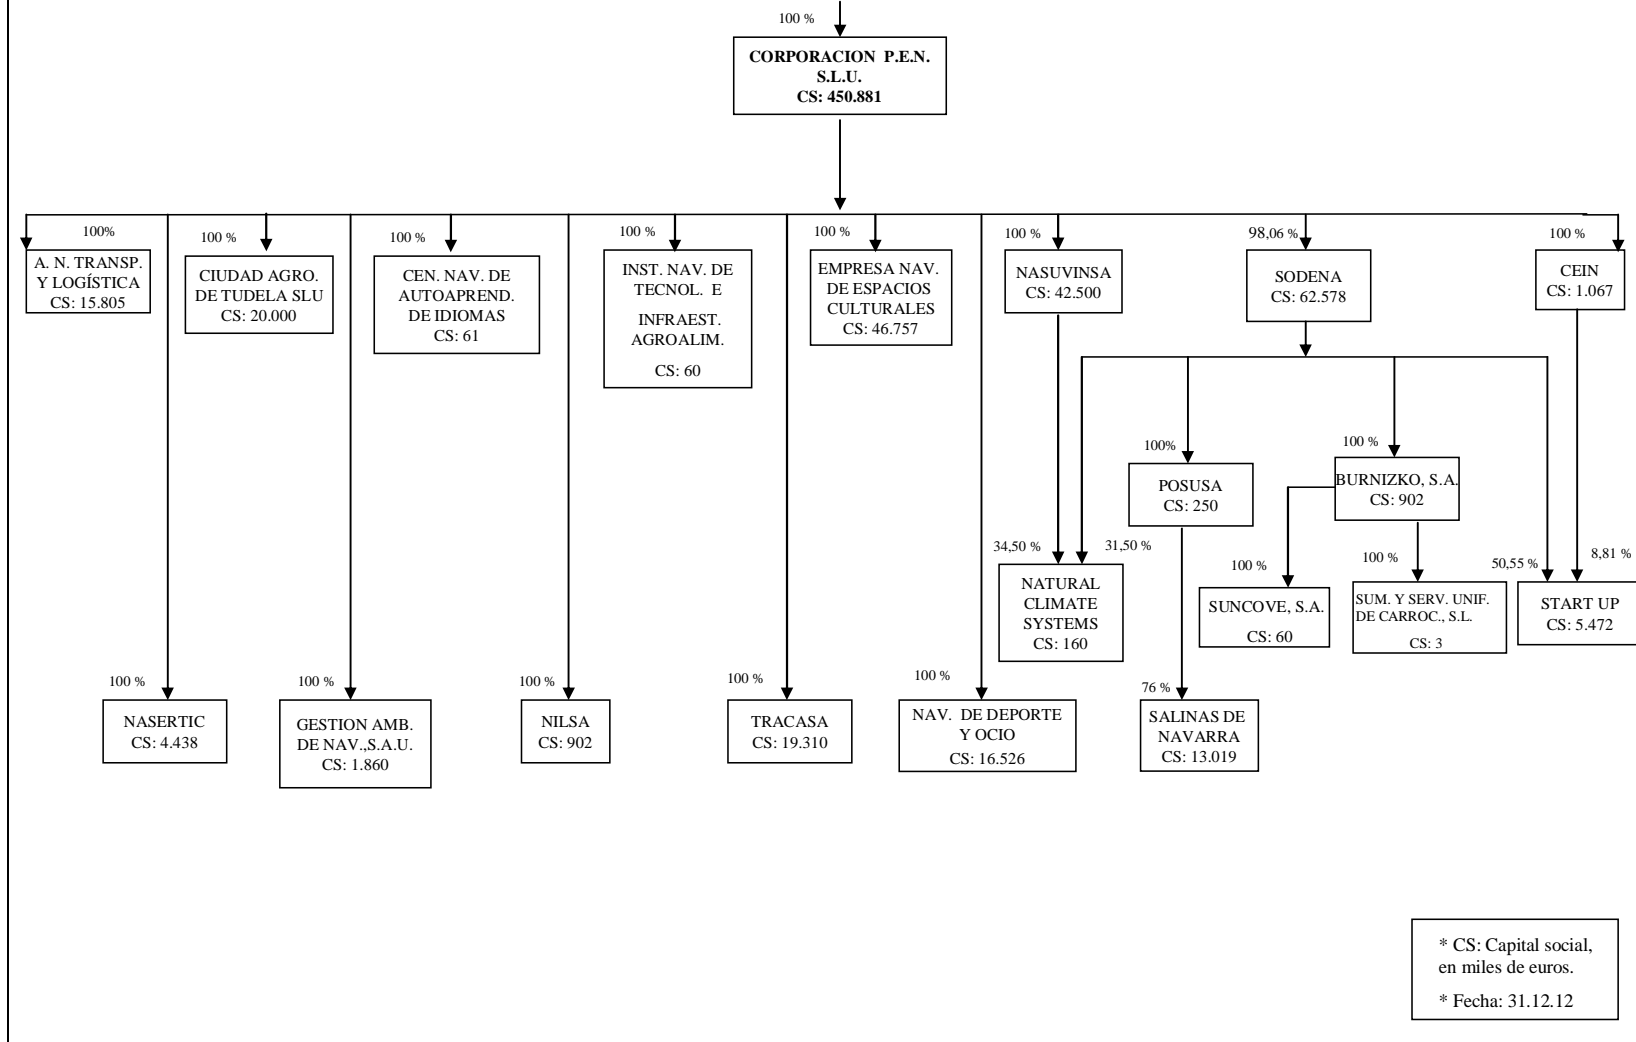 100 %
CORPORACION P.E.N.
S.L.U.
CS: 450.881
100%
A. N. TRANSP.
Y LOGÍSTICA
CS: 15.805
100 %
CIUDAD AGRO.
DE TUDELA SLU
CS: 20.000
100 %
CEN. NAV. DE
AUTOAPREND.
DE IDIOMAS
CS: 61
100 %
INST. NAV. DE
TECNOL. E
INFRAEST.
AGROALIM.
CS: 60
100 %
EMPRESA NAV.
DE ESPACIOS
CULTURALES
CS: 46.757
100 %
NASUVINSA
CS: 42.500
98,06 %
SODENA
CS: 62.578
100 %
CEIN
CS: 1.067
100%
POSUSA
CS: 250
100 %
BURNIZKO, S.A.
CS: 902
34,50 %
31,50 %
NATURAL
CLIMATE
SYSTEMS
CS: 160
100 %
SUNCOVE, S.A.
CS: 60
100 %
SUM. Y SERV. UNIF.
DE CARROC., S.L.
CS: 3
50,55 %
8,81 %
START UP
CS: 5.472
100 %
NASERTIC
CS: 4.438
100 %
GESTION AMB.
DE NAV.,S.A.U.
CS: 1.860
100 %
NILSA
CS: 902
100 %
TRACASA
CS: 19.310
100 %
NAV. DE DEPORTE
Y OCIO
CS: 16.526
76 %
SALINAS DE
NAVARRA
CS: 13.019
* CS: Capital social,
en miles de euros.
* Fecha: 31.12.12